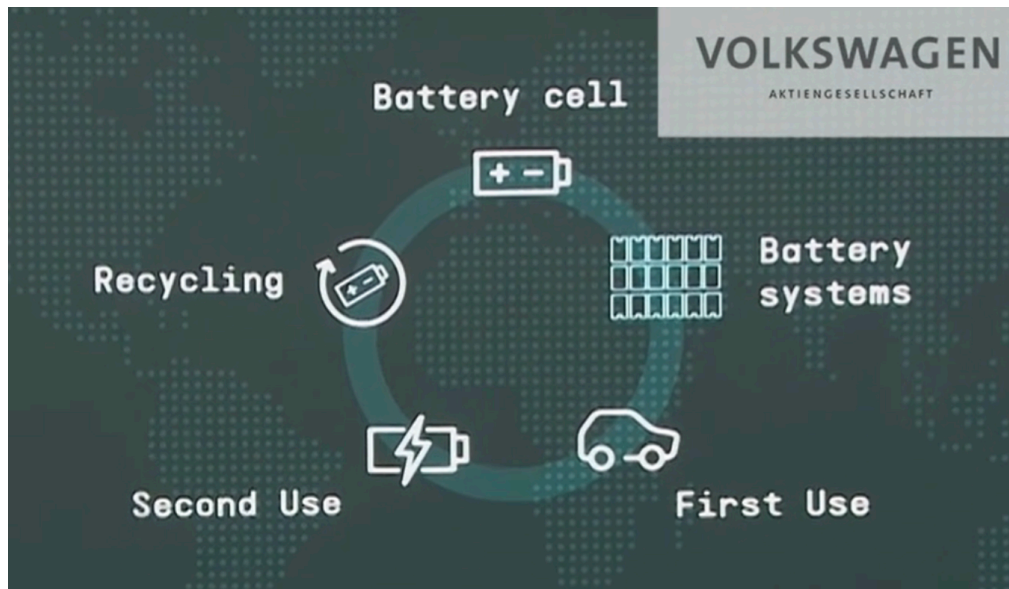 VOLKSWAGEN
AKTIENGESELLSCHAFT
Battery cell
Battery
systems
Recycling
Second Use
First Use